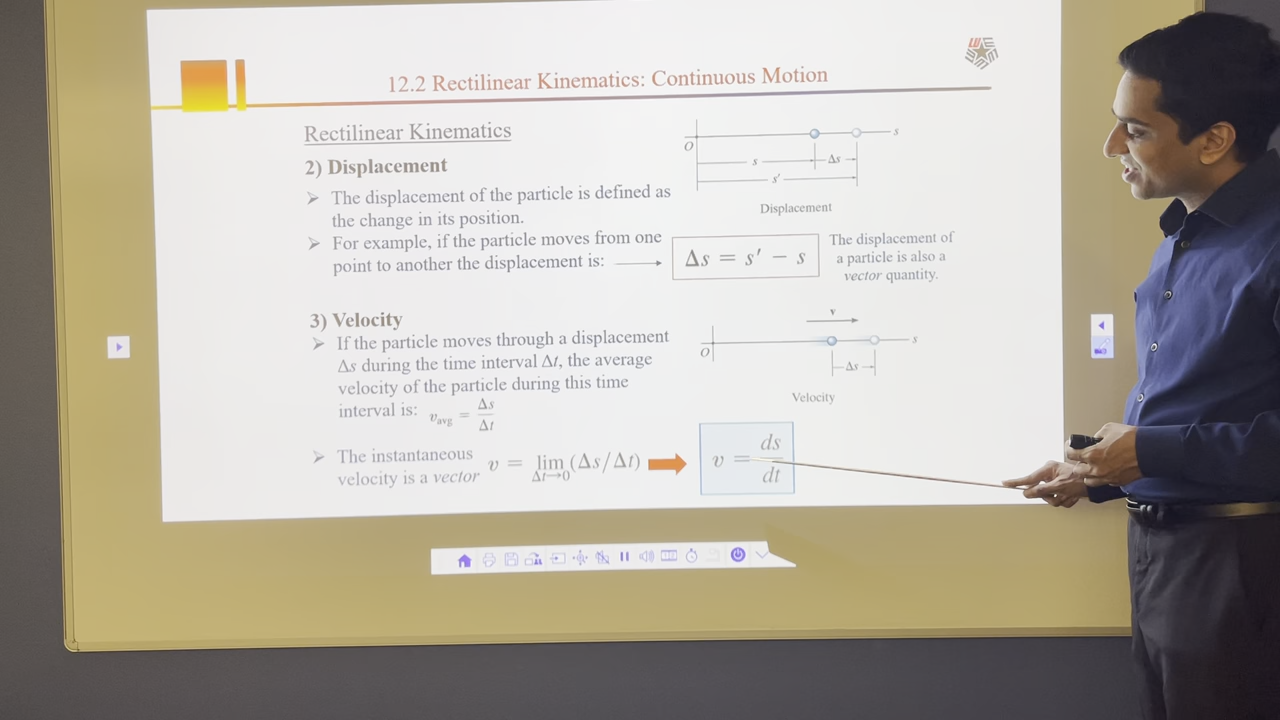 12.2 Rectilinear Kinematics: Continuous Motion
Rectilinear Kinematics
2) Displacement
➢ The displacement of the particle is defined as
the change in its position.
➢ For example, if the particle moves from one
point to another the displacement is:
O
s
s
Δs
s'
Displacement
Δs = s' − s
The displacement of
a particle is also a
vector quantity.
3) Velocity
➢ If the particle moves through a displacement
Δs during the time interval Δt, the average
velocity of the particle during this time
interval is: v_avg = Δs/Δt
➢ The instantaneous
velocity is a vector
v = lim Δt→0 (Δs/Δt)
v
O
s
Δs
Velocity
v = ds/dt